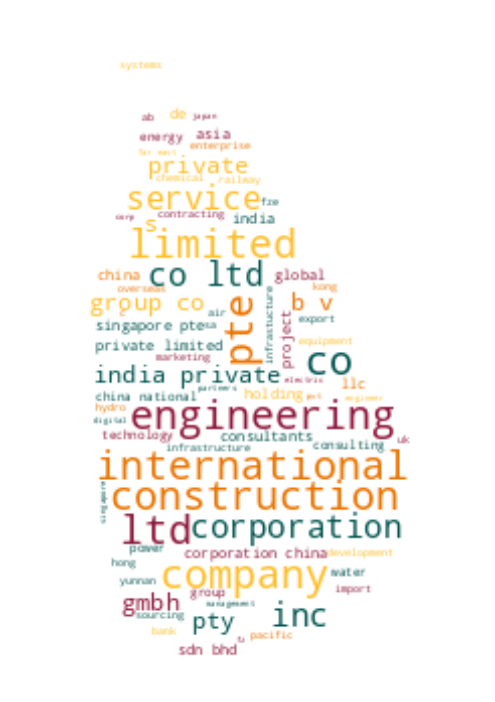 systems
ab de japan
energy asia
enterprise
far east
private
chemical railway
service fze
corp contracting india
s
limited
china co ltd global
overseas kong
group co pte b v
air infrastucture export
singapore pte sa project
private limited equipment
marketing co
india private electric llc
partners
china national holding pvt engineer
hydro
engineering
digital
technology consultants uk
infrastructure consulting
international
singapore construction
ltd corporation
power corporation china development
hong
company water
yunnan
group import
gmbh management
sourcing pty inc
bank pacific
sdn bhd